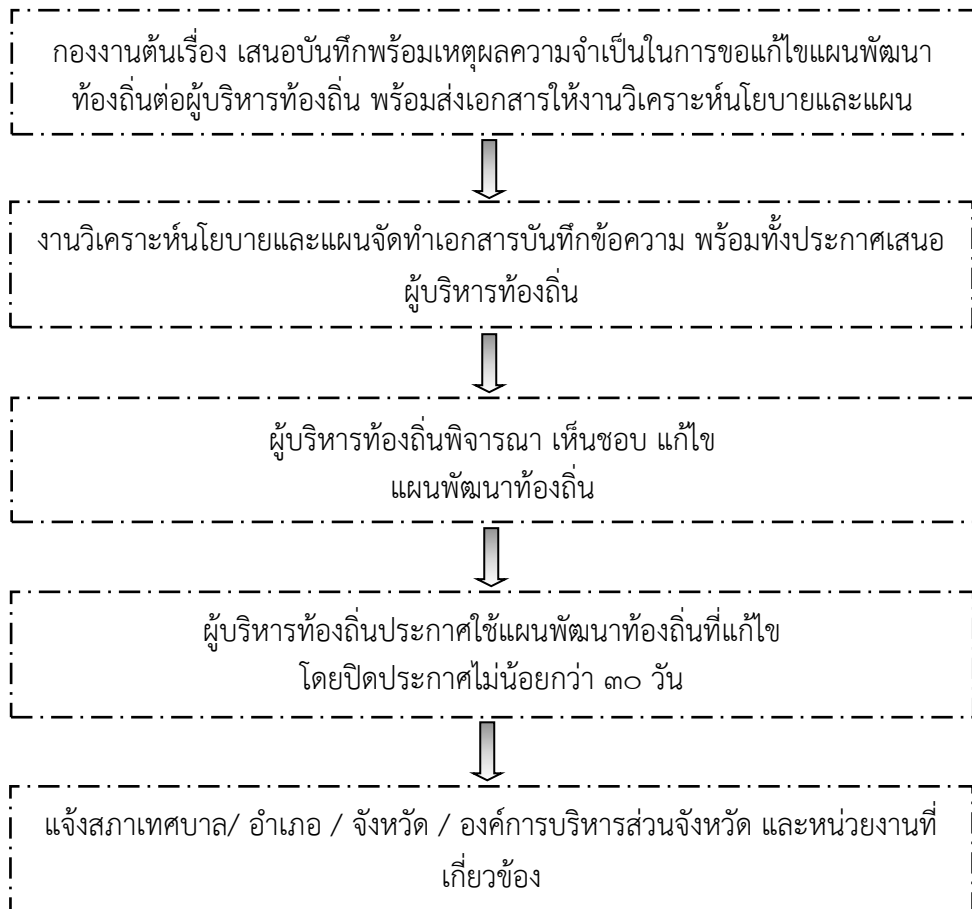 กองงานต้นเรื่อง เสนอบันทึกพร้อมเหตุผลความจำเป็นในการขอแก้ไขแผนพัฒนา
ท้องถิ่นต่อผู้บริหารท้องถิ่น พร้อมส่งเอกสารให้งานวิเคราะห์นโยบายและแผน
งานวิเคราะห์นโยบายและแผนจัดทำเอกสารบันทึกข้อความ พร้อมทั้งประกาศเสนอ
ผู้บริหารท้องถิ่น
ผู้บริหารท้องถิ่นพิจารณา เห็นชอบ แก้ไข
แผนพัฒนาท้องถิ่น
ผู้บริหารท้องถิ่นประกาศใช้แผนพัฒนาท้องถิ่นที่แก้ไข
โดยปิดประกาศไม่น้อยกว่า ๓๐ วัน
แจ้งสภาเทศบาล/ อำเภอ / จังหวัด / องค์การบริหารส่วนจังหวัด และหน่วยงานที่
เกี่ยวข้อง